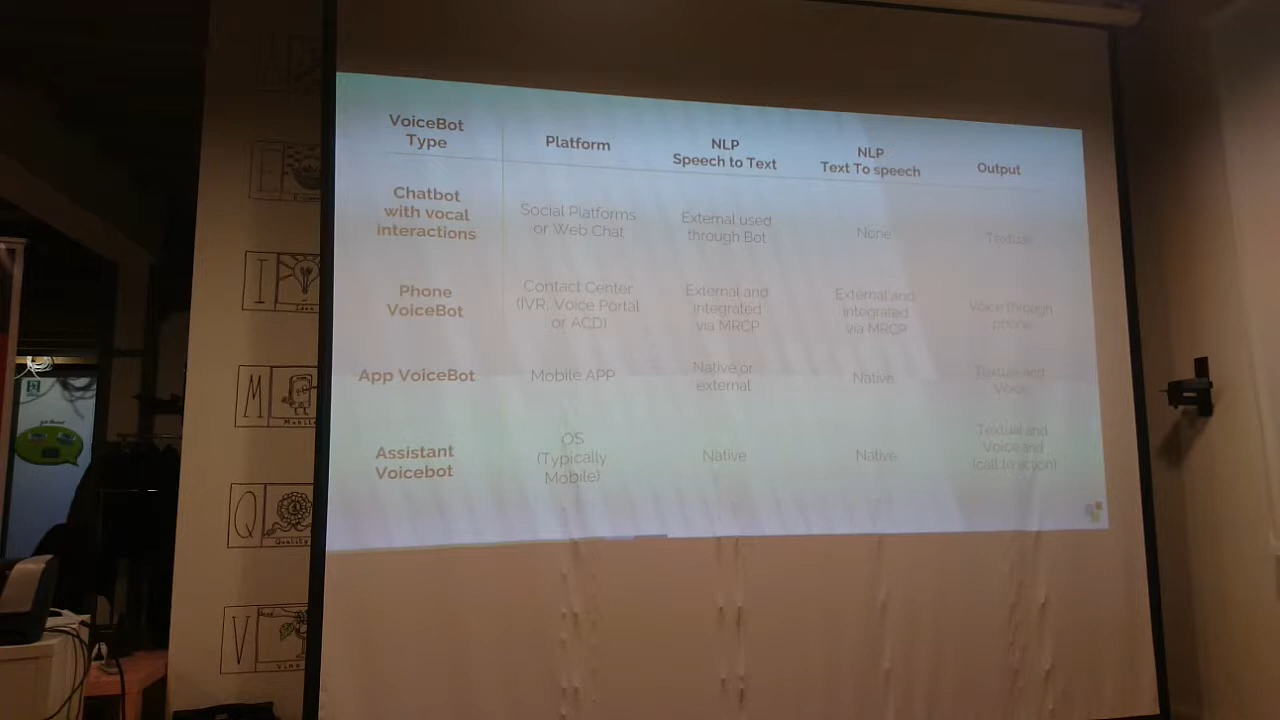 VoiceBot
Type
Platform
NLP
Speech to Text
NLP
Text To speech
Output
Chatbot
with vocal
interactions
Social Platforms
or Web Chat
External used
through Bot
None
Textual
Phone
VoiceBot
Contact Center
(IVR, Voice Portal
or ACD)
External and
integrated
via MRCP
External and
integrated
via MRCP
Voice through
phone
App VoiceBot
Mobile APP
Native or
external
Native
Textual and
Voice
Assistant
Voicebot
OS
(Typically
Mobile)
Native
Native
Textual and
Voice and
(call to action)
I
I
Idea
M
Mobile
Q
Quality
V